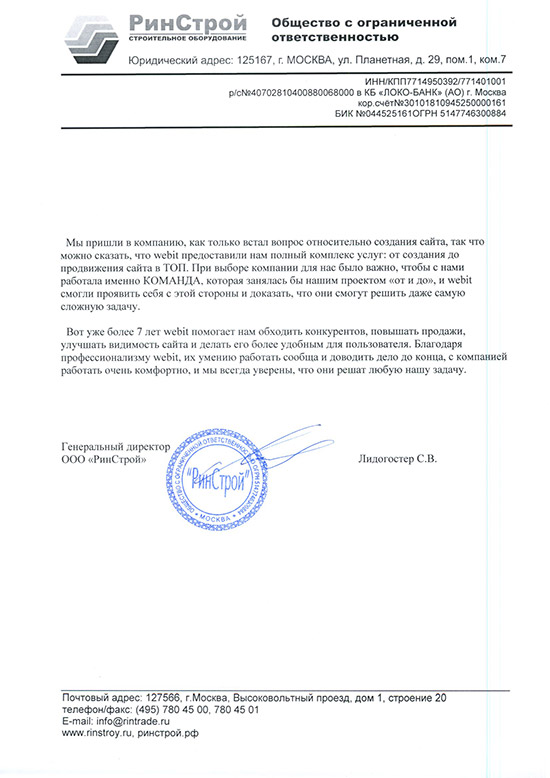 РинСтрой
СТРОИТЕЛЬНОЕ ОБОРУДОВАНИЕ
Общество с ограниченной
ответственностью
Юридический адрес: 125167, г. МОСКВА, ул. Планетная, д. 29, пом.1, ком.7
ИНН/КПП7714950392/771401001
р/с№40702810400880068000 в КБ «ЛОКО-БАНК» (АО) г. Москва
кор.счёт№30101810945250000161
БИК №044525161ОГРН 5147746300884
Мы пришли в компанию, как только встал вопрос относительно создания сайта, так что
можно сказать, что webit предоставили нам полный комплекс услуг: от создания до
продвижения сайта в ТОП. При выборе компании для нас было важно, чтобы с нами
работала именно КОМАНДА, которая занялась бы нашим проектом «от и до», и webit
смогли проявить себя с этой стороны и доказать, что они смогут решить даже самую
сложную задачу.
Вот уже более 7 лет webit помогает нам обходить конкурентов, повышать продажи,
улучшать видимость сайта и делать его более удобным для пользователя. Благодаря
профессионализму webit, их умению работать сообща и доводить дело до конца, с компанией
работать очень комфортно, и мы всегда уверены, что они решат любую нашу задачу.
Генеральный директор
ООО «РинСтрой»
Лидогостер С.В.
ОБЩЕСТВО С ОГРАНИЧЕННОЙ ОТВЕТСТВЕННОСТЬЮ
"РинСтрой"
МОСКВА
Почтовый адрес: 127566, г.Москва, Высоковольтный проезд, дом 1, строение 20
телефон/факс: (495) 780 45 00, 780 45 01
E-mail: info@rintrade.ru
www.rinstroy.ru, ринстрой.рф